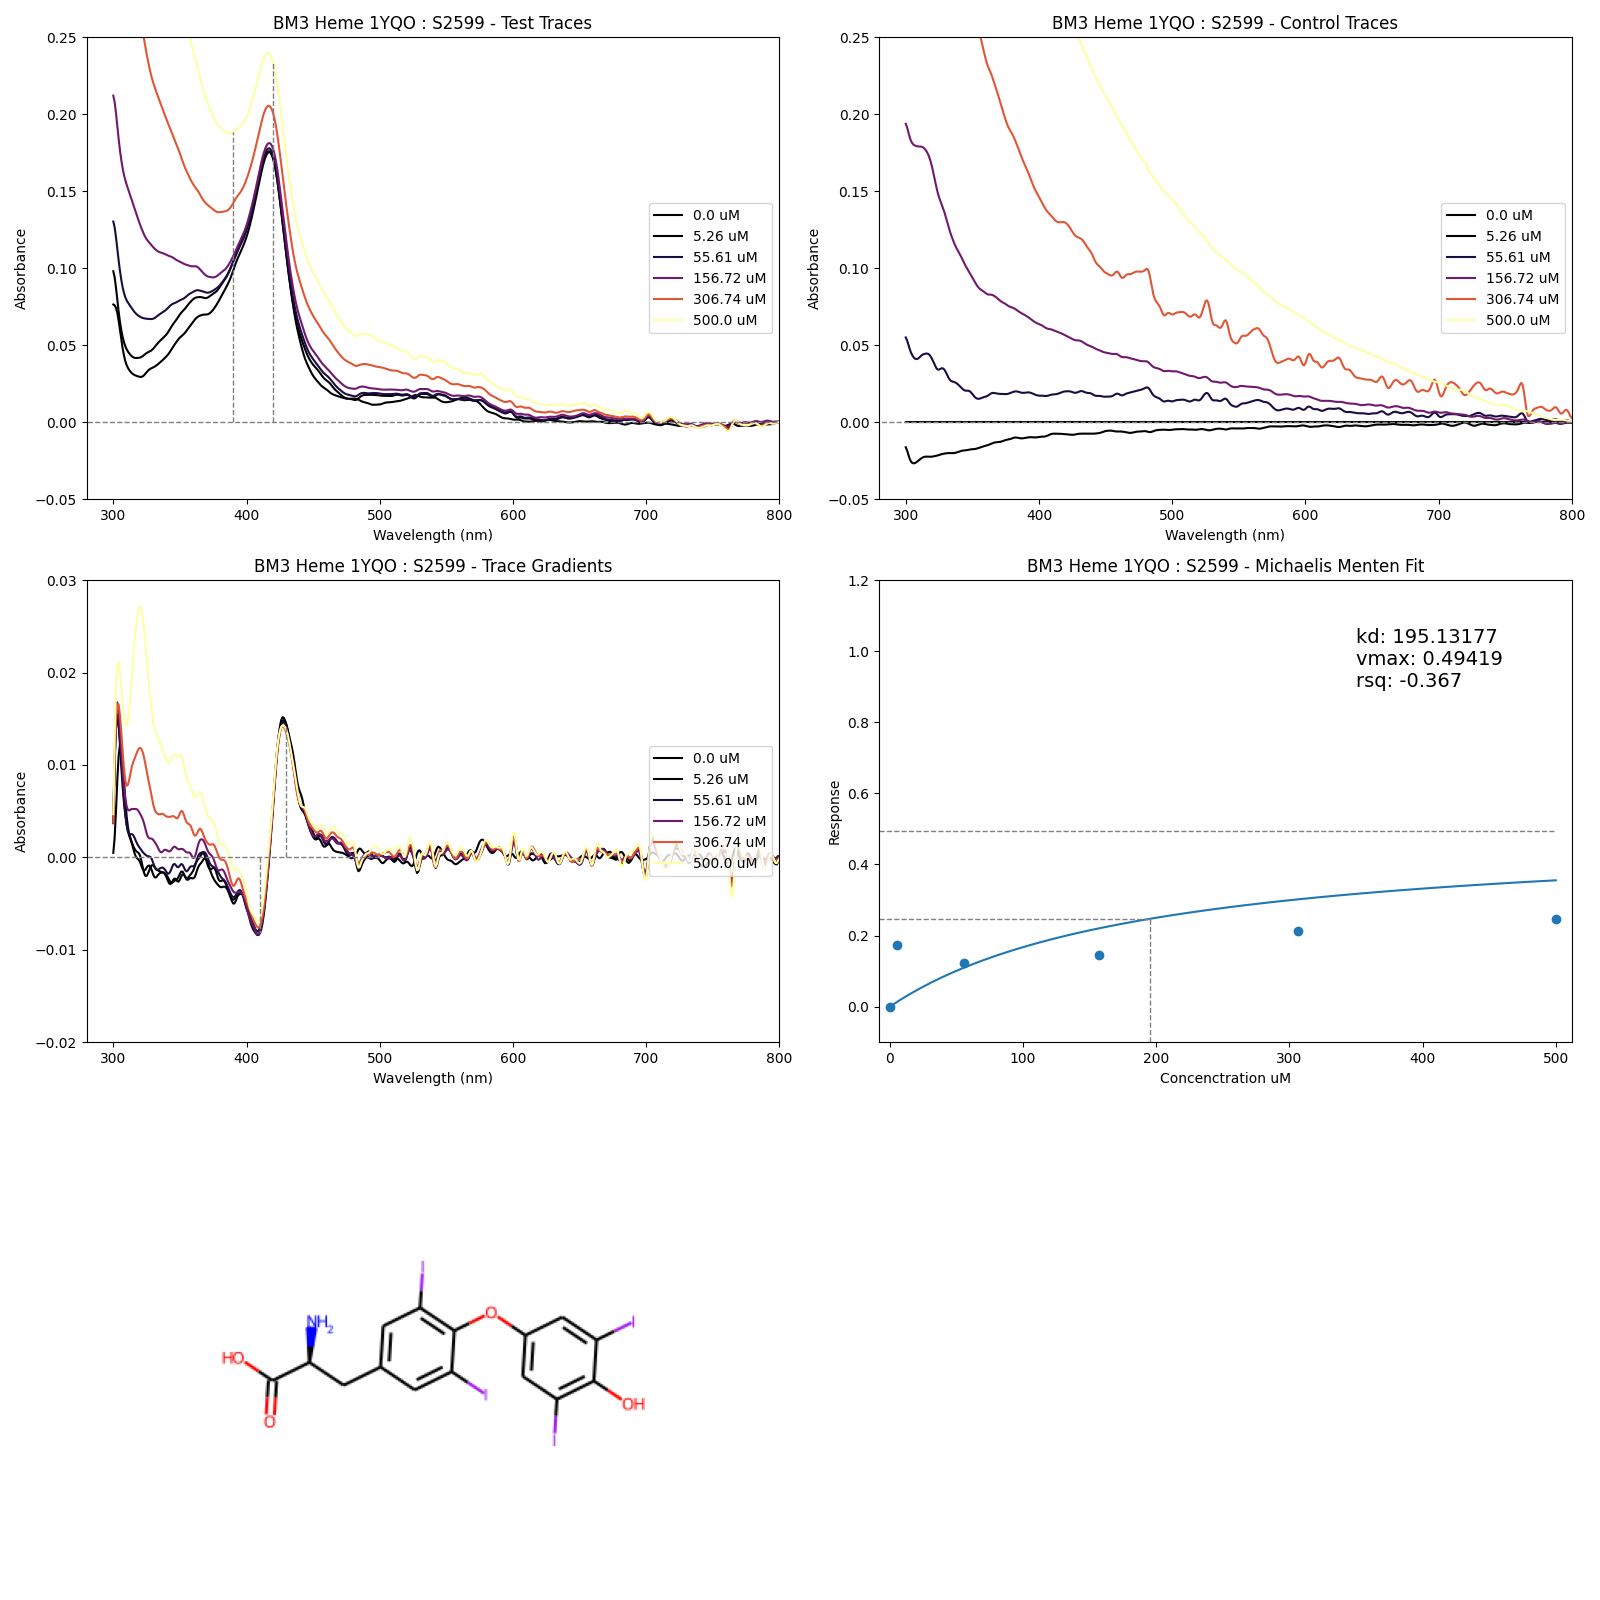 BM3 Heme 1YQO : S2599 - Test Traces
0.25
0.20
0.15
0.10
0.05
0.00
−0.05
Absorbance
0.0 uM
5.26 uM
55.61 uM
156.72 uM
306.74 uM
500.0 uM
300 400 500 600 700 800
Wavelength (nm)
BM3 Heme 1YQO : S2599 - Control Traces
0.25
0.20
0.15
0.10
0.05
0.00
−0.05
Absorbance
0.0 uM
5.26 uM
55.61 uM
156.72 uM
306.74 uM
500.0 uM
300 400 500 600 700 800
Wavelength (nm)
BM3 Heme 1YQO : S2599 - Trace Gradients
0.03
0.02
0.01
0.00
−0.01
−0.02
Absorbance
0.0 uM
5.26 uM
55.61 uM
156.72 uM
306.74 uM
500.0 uM
300 400 500 600 700 800
Wavelength (nm)
BM3 Heme 1YQO : S2599 - Michaelis Menten Fit
1.2
1.0
0.8
0.6
0.4
0.2
0.0
Response
kd: 195.13177
vmax: 0.49419
rsq: -0.367
0 100 200 300 400 500
Concenctration uM
I
NH2
O
I
HO
I
O
OH
I